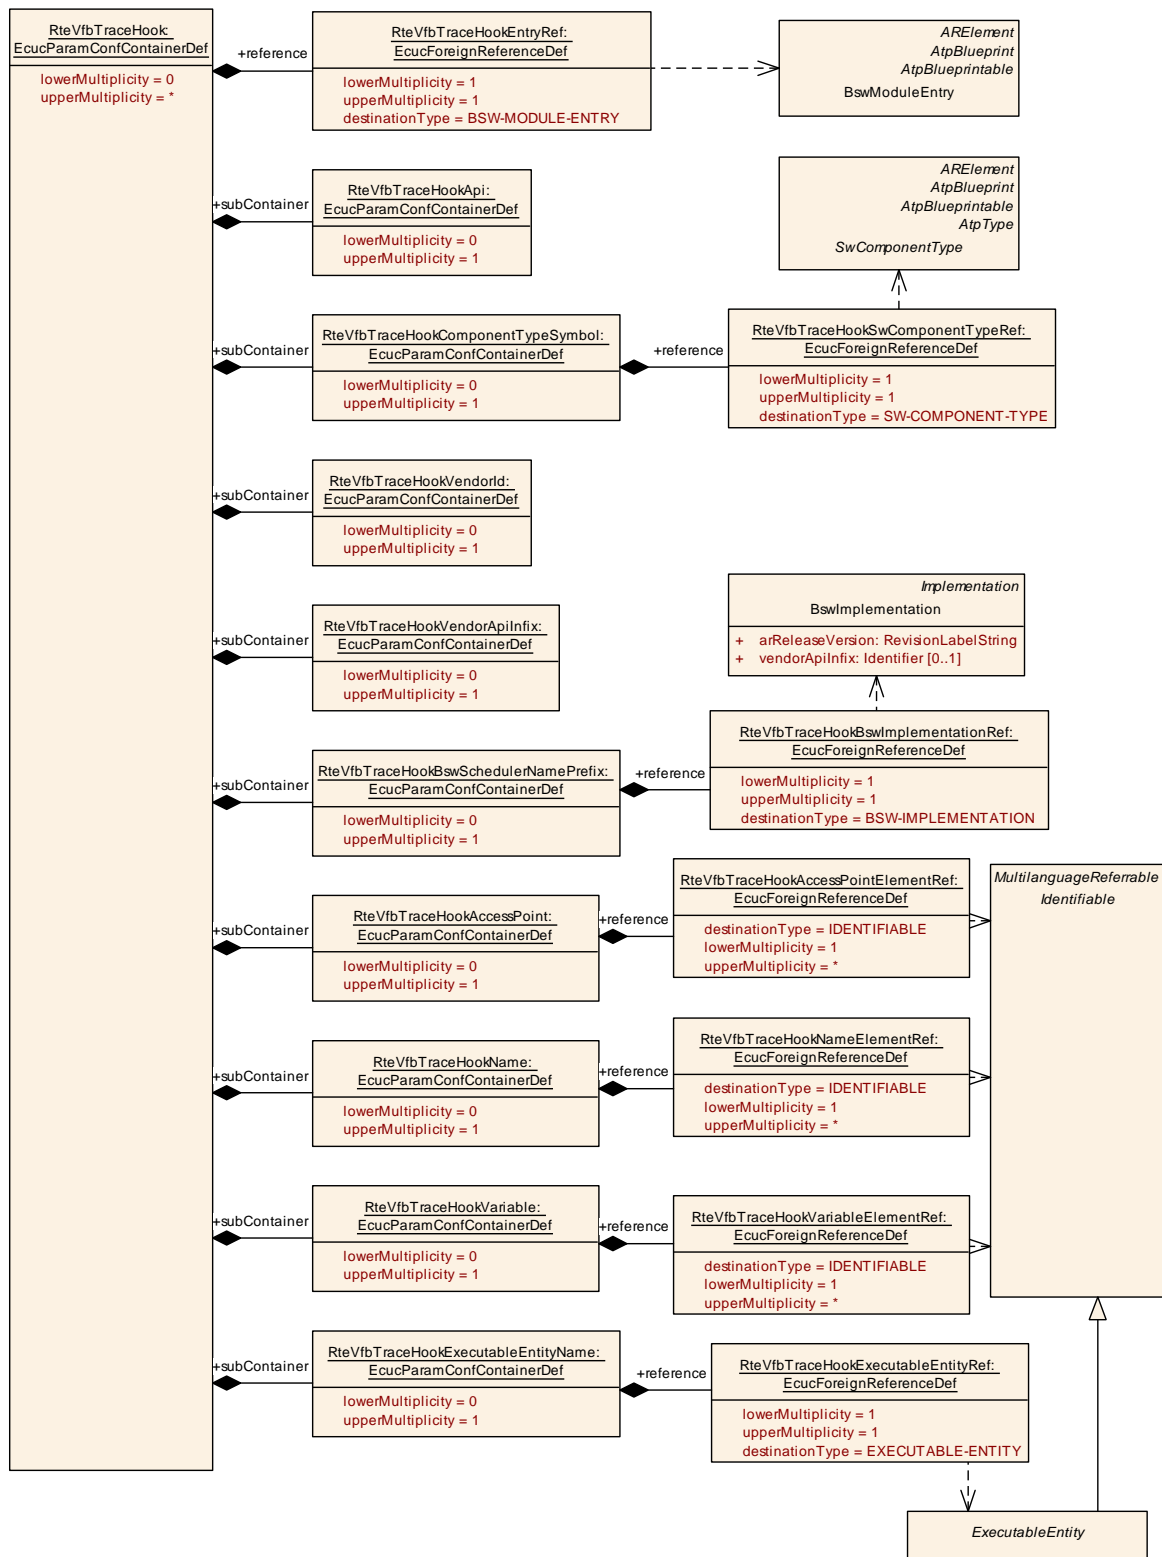 RteVfbTraceHook:
EcucParamConfContainerDef
lowerMultiplicity = 0
upperMultiplicity = *
+reference
RteVfbTraceHookEntryRef:
EcucForeignReferenceDef
lowerMultiplicity = 1
upperMultiplicity = 1
destinationType = BSW-MODULE-ENTRY
ARElement
AtpBlueprint
AtpBlueprintable
BswModuleEntry
+subContainer
RteVfbTraceHookApi:
EcucParamConfContainerDef
lowerMultiplicity = 0
upperMultiplicity = 1
ARElement
AtpBlueprint
AtpBlueprintable
AtpType
SwComponentType
+subContainer
RteVfbTraceHookComponentTypeSymbol:
EcucParamConfContainerDef
lowerMultiplicity = 0
upperMultiplicity = 1
+reference
RteVfbTraceHookSwComponentTypeRef:
EcucForeignReferenceDef
lowerMultiplicity = 1
upperMultiplicity = 1
destinationType = SW-COMPONENT-TYPE
+subContainer
RteVfbTraceHookVendorId:
EcucParamConfContainerDef
lowerMultiplicity = 0
upperMultiplicity = 1
Implementation
BswImplementation
+ arReleaseVersion: RevisionLabelString
+ vendorApiInfix: Identifier [0..1]
+subContainer
RteVfbTraceHookVendorApiInfix:
EcucParamConfContainerDef
lowerMultiplicity = 0
upperMultiplicity = 1
+subContainer
RteVfbTraceHookBswSchedulerNamePrefix:
EcucParamConfContainerDef
lowerMultiplicity = 0
upperMultiplicity = 1
+reference
RteVfbTraceHookBswImplementationRef:
EcucForeignReferenceDef
lowerMultiplicity = 1
upperMultiplicity = 1
destinationType = BSW-IMPLEMENTATION
+subContainer
RteVfbTraceHookAccessPoint:
EcucParamConfContainerDef
lowerMultiplicity = 0
upperMultiplicity = 1
+reference
RteVfbTraceHookAccessPointElementRef:
EcucForeignReferenceDef
destinationType = IDENTIFIABLE
lowerMultiplicity = 1
upperMultiplicity = *
MultilanguageReferrable
Identifiable
+subContainer
RteVfbTraceHookName:
EcucParamConfContainerDef
lowerMultiplicity = 0
upperMultiplicity = 1
+reference
RteVfbTraceHookNameElementRef:
EcucForeignReferenceDef
destinationType = IDENTIFIABLE
lowerMultiplicity = 1
upperMultiplicity = *
+subContainer
RteVfbTraceHookVariable:
EcucParamConfContainerDef
lowerMultiplicity = 0
upperMultiplicity = 1
+reference
RteVfbTraceHookVariableElementRef:
EcucForeignReferenceDef
destinationType = IDENTIFIABLE
lowerMultiplicity = 1
upperMultiplicity = *
+subContainer
RteVfbTraceHookExecutableEntityName:
EcucParamConfContainerDef
lowerMultiplicity = 0
upperMultiplicity = 1
+reference
RteVfbTraceHookExecutableEntityRef:
EcucForeignReferenceDef
lowerMultiplicity = 1
upperMultiplicity = 1
destinationType = EXECUTABLE-ENTITY
ExecutableEntity